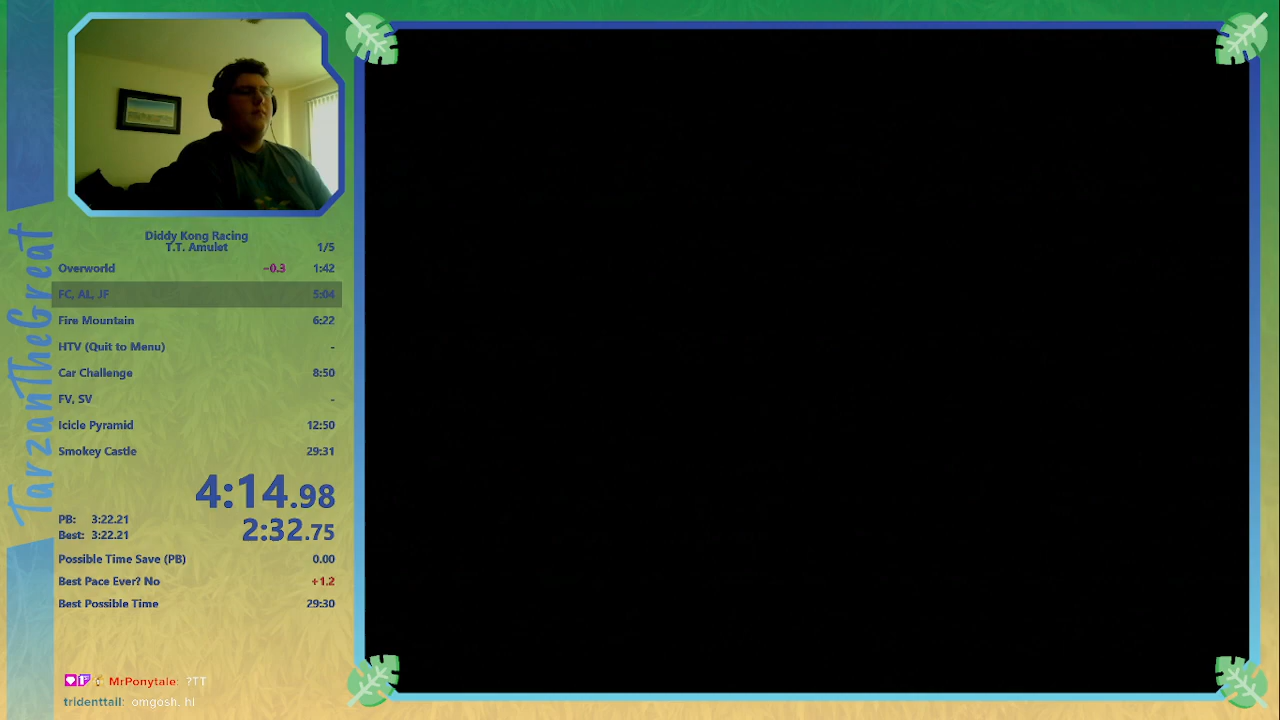 TarzanTheGreat
Diddy Kong Racing
T.T. Amulet 1/5
Overworld −0.3 1:42
FC, AL, JF 5:04
Fire Mountain 6:22
HTV (Quit to Menu) -
Car Challenge 8:50
FV, SV -
Icicle Pyramid 12:50
Smokey Castle 29:31
4:14.98
PB: 3:22.21
Best: 3:22.21
2:32.75
Possible Time Save (PB) 0.00
Best Pace Ever? No +1.2
Best Possible Time 29:30
MrPonytale: ?TT
tridenttail: omgosh, hi